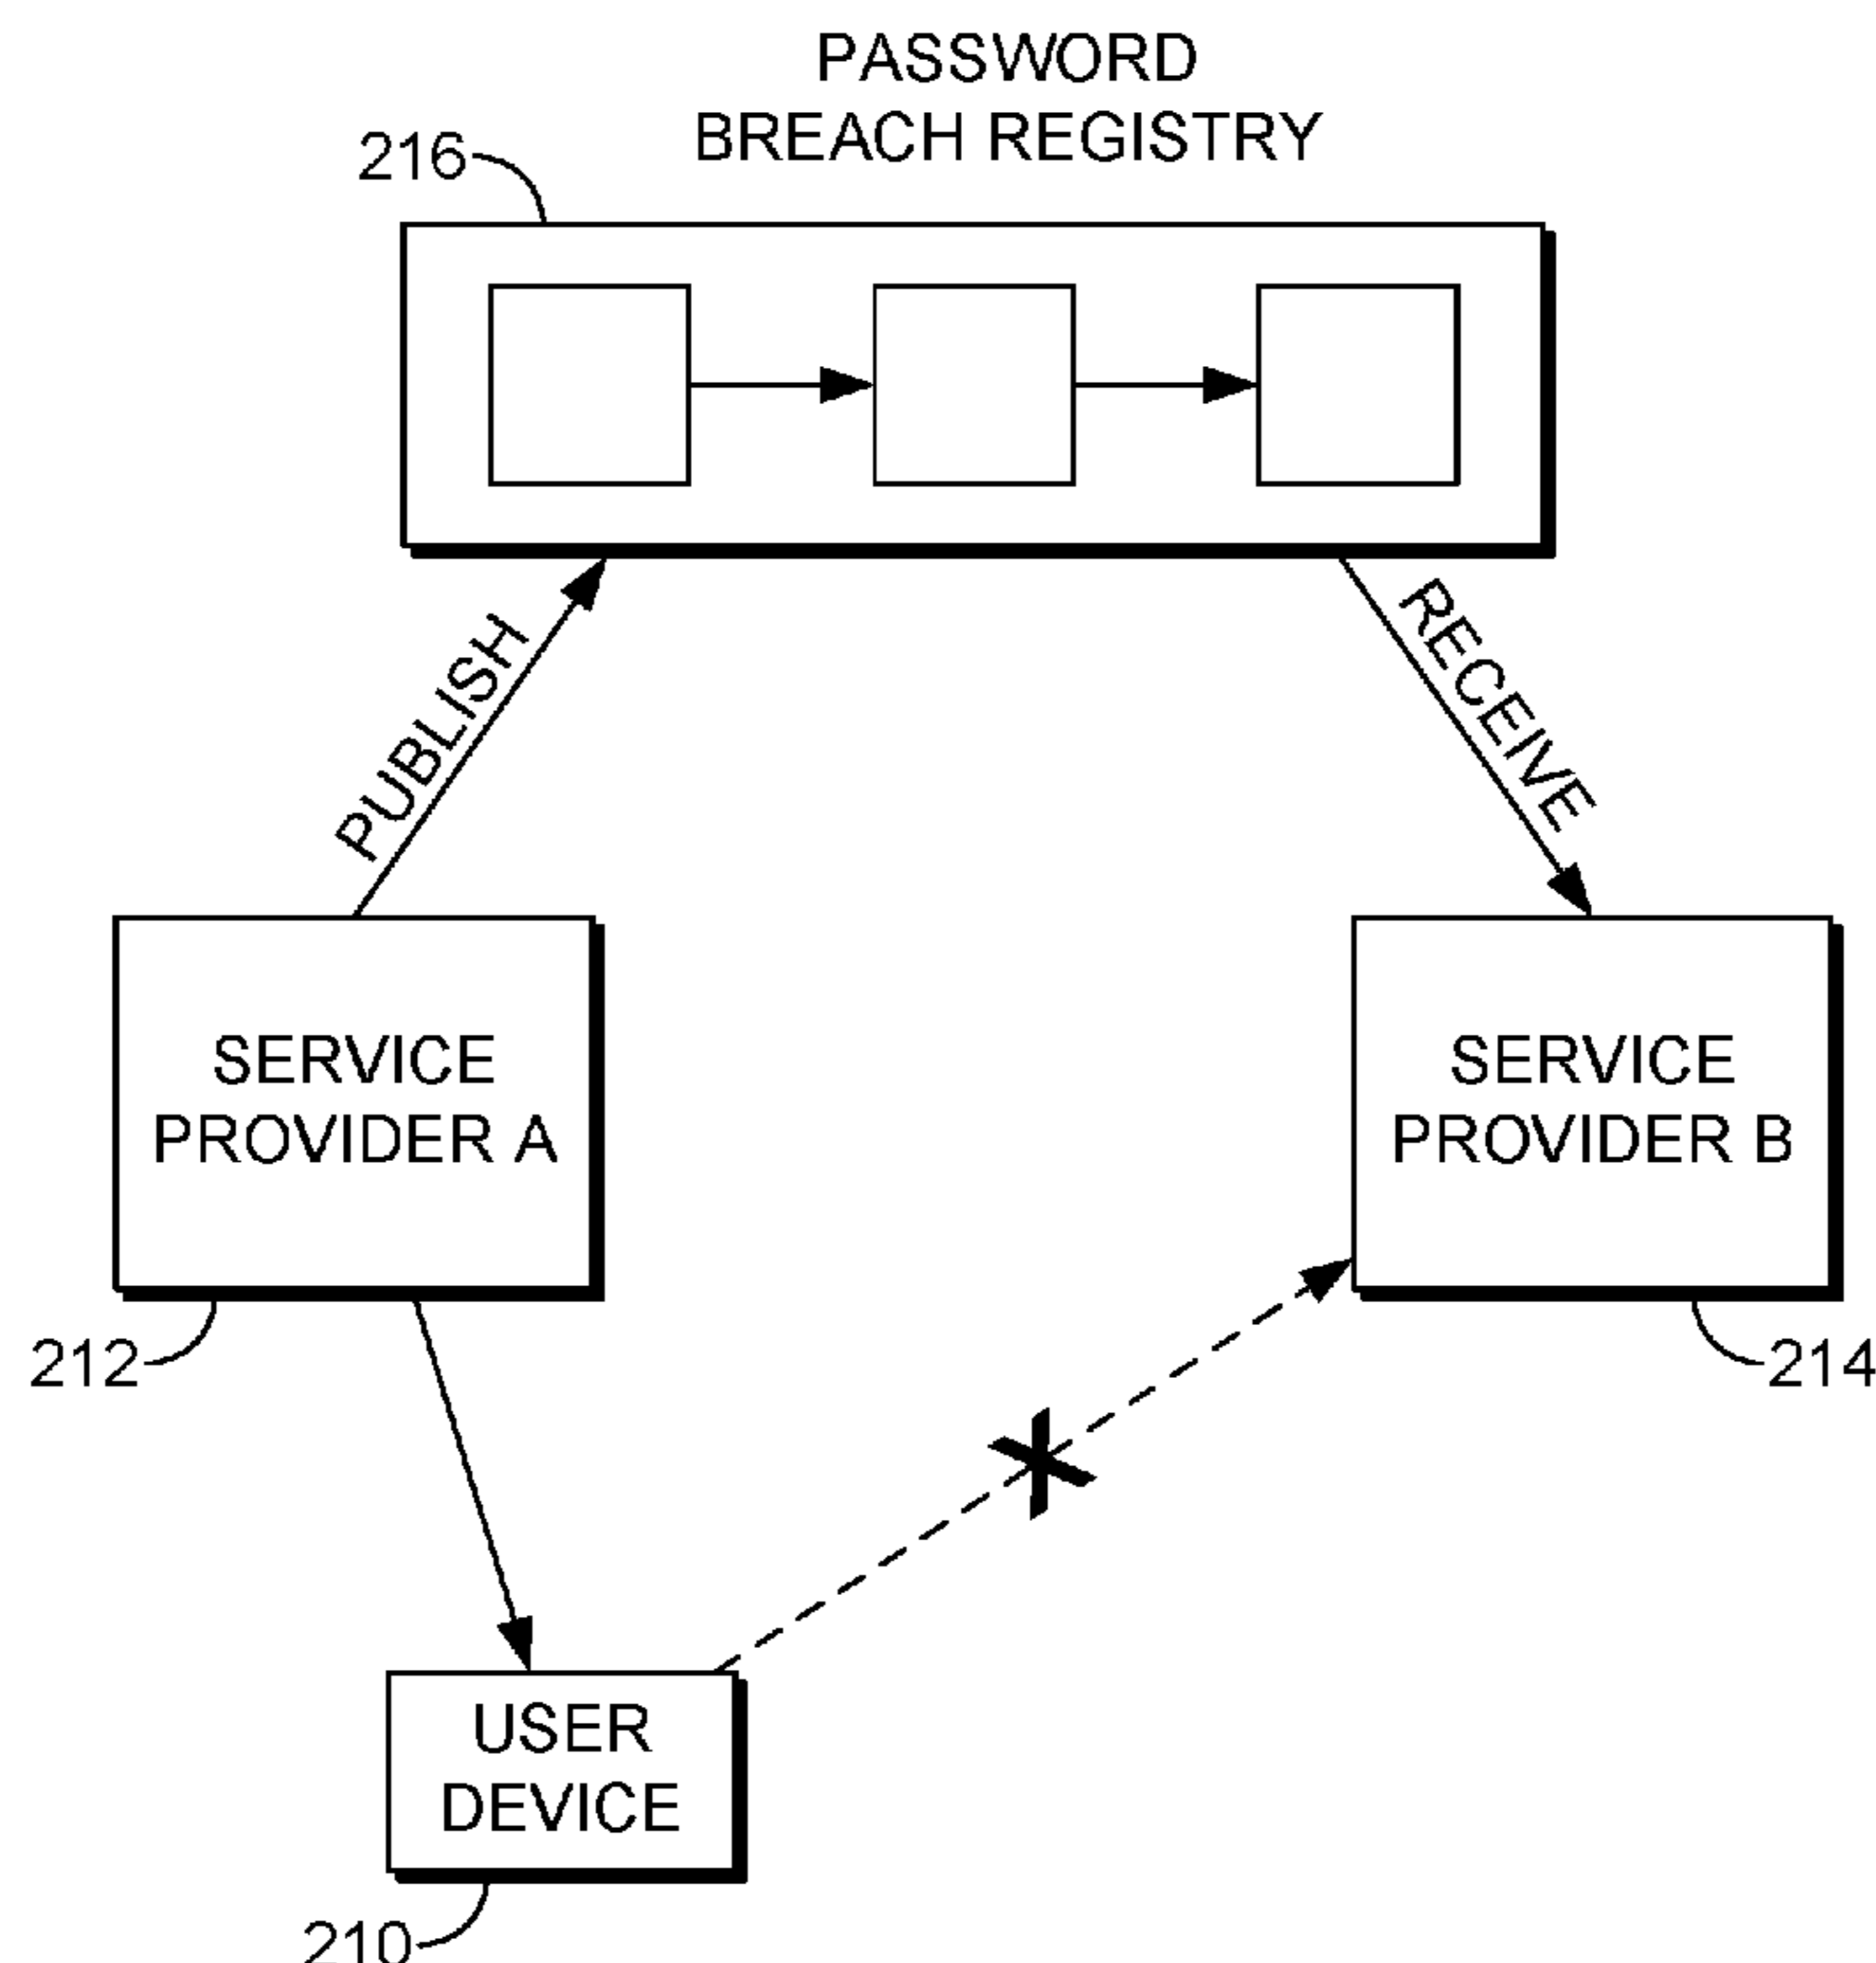 PASSWORD
BREACH REGISTRY
216
PUBLISH
RECEIVE
SERVICE
PROVIDER A
SERVICE
PROVIDER B
212
214
USER
DEVICE
210